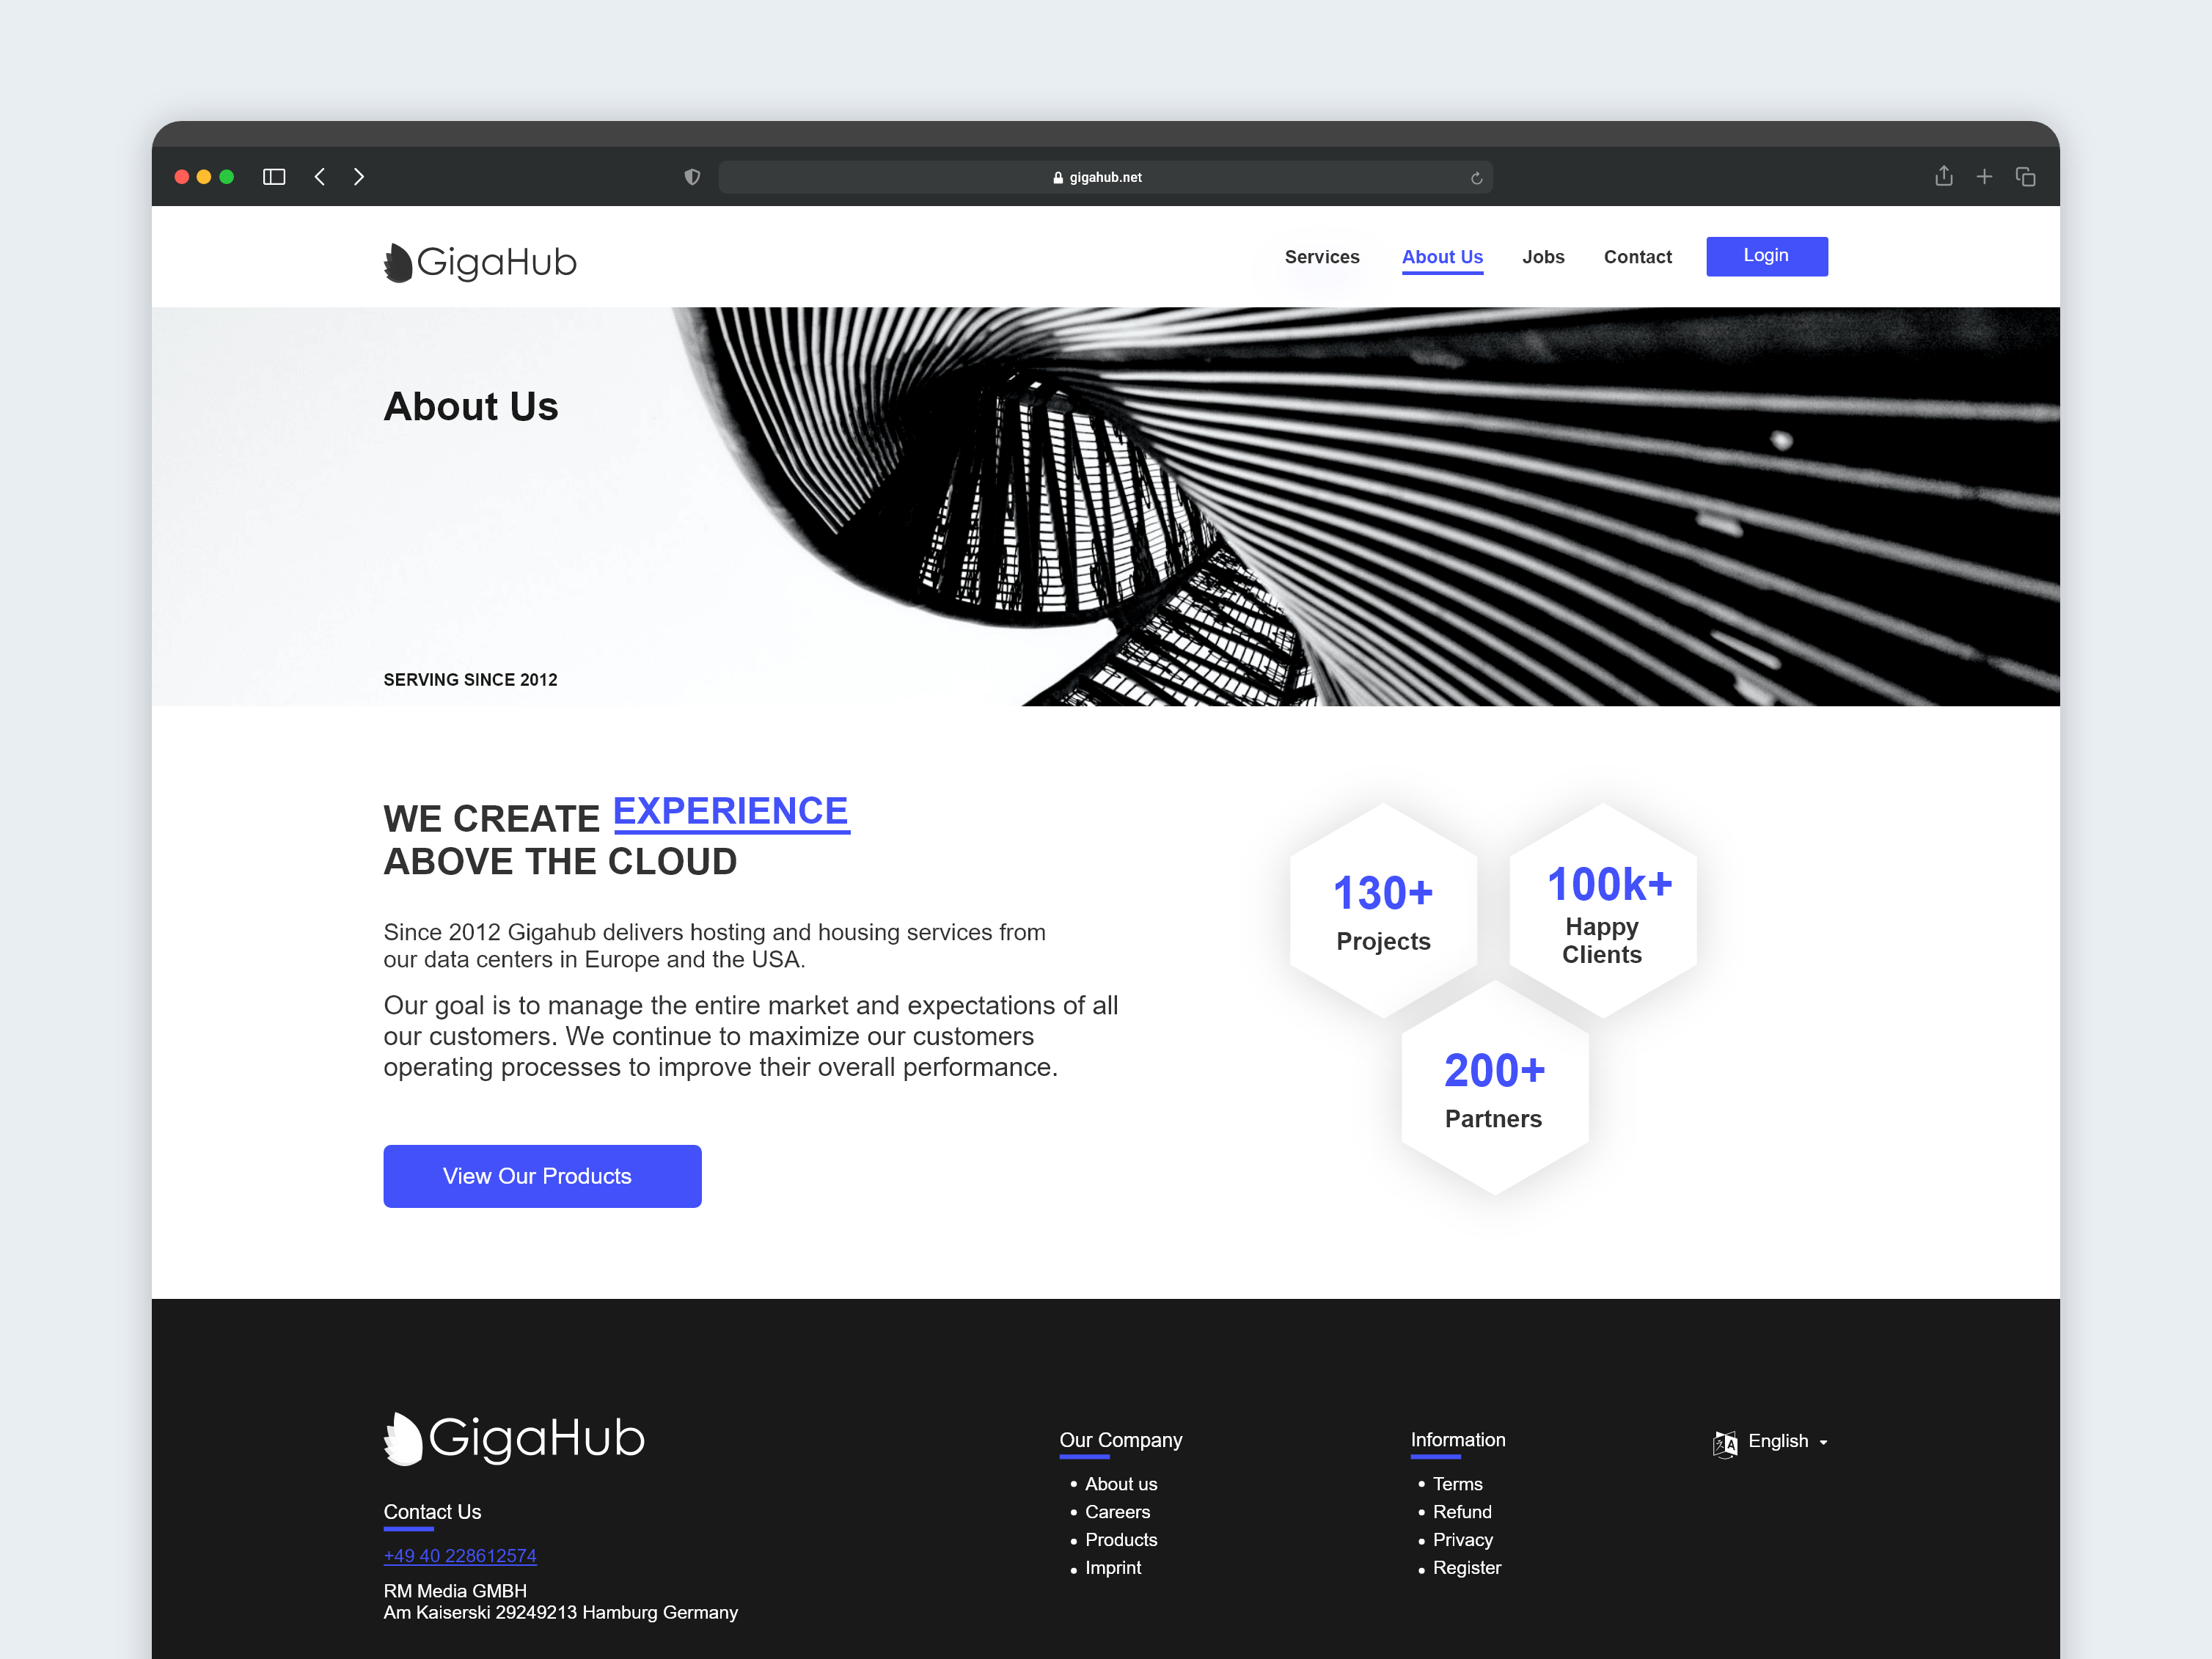 gigahub.net
GigaHub
Services
About Us
Jobs
Contact
Login
About Us
SERVING SINCE 2012
WE CREATE EXPERIENCE
ABOVE THE CLOUD
Since 2012 Gigahub delivers hosting and housing services from
our data centers in Europe and the USA.
Our goal is to manage the entire market and expectations of all
our customers. We continue to maximize our customers
operating processes to improve their overall performance.
View Our Products
130+
Projects
100k+
Happy
Clients
200+
Partners
GigaHub
Contact Us
+49 40 228612574
RM Media GMBH
Am Kaiserski 29249213 Hamburg Germany
Our Company
About us
Careers
Products
Imprint
Information
Terms
Refund
Privacy
Register
English